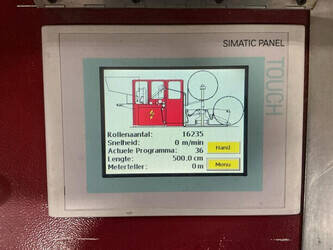 SIMATIC PANEL
TOUCH
Rollenaantal: 16235
Snelheid: 0 m/min
Actuele Programma: 36
Lengte: 500.0 cm
Meterteller: 0 m
Hand
Menu